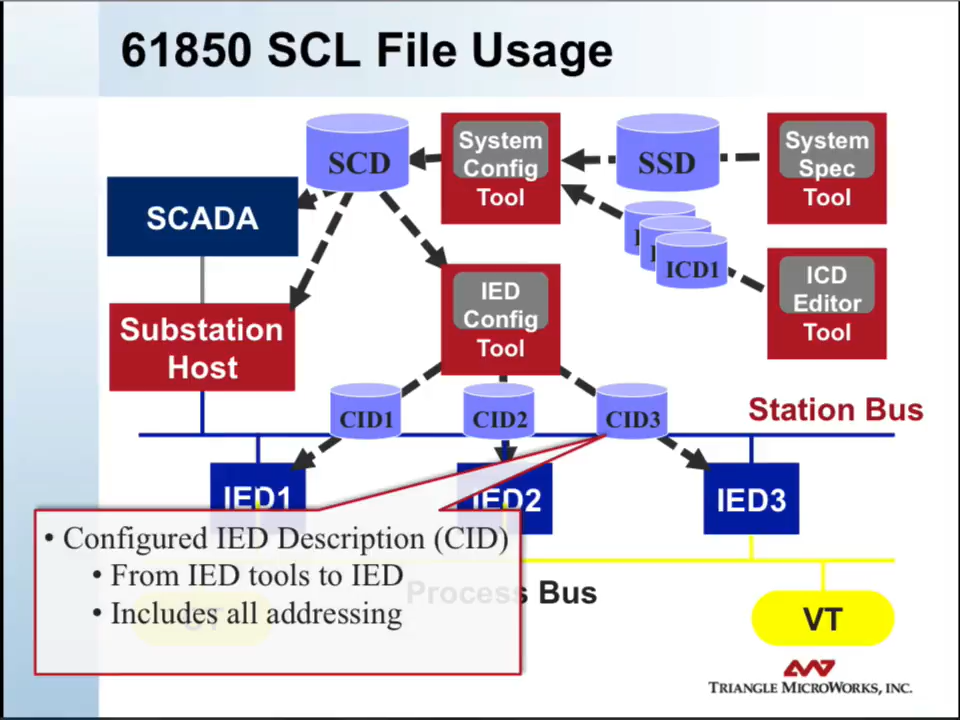 61850 SCL File Usage
SCD
System
Config
Tool
SSD
System
Spec
Tool
SCADA
ICD1
ICD
Editor
Tool
Substation
Host
IED
Config
Tool
CID1
CID2
CID3
Station Bus
IED1
IED2
IED3
• Configured IED Description (CID)
• From IED tools to IED
• Includes all addressing
Process Bus
VT
TRIANGLE MICROWORKS, INC.